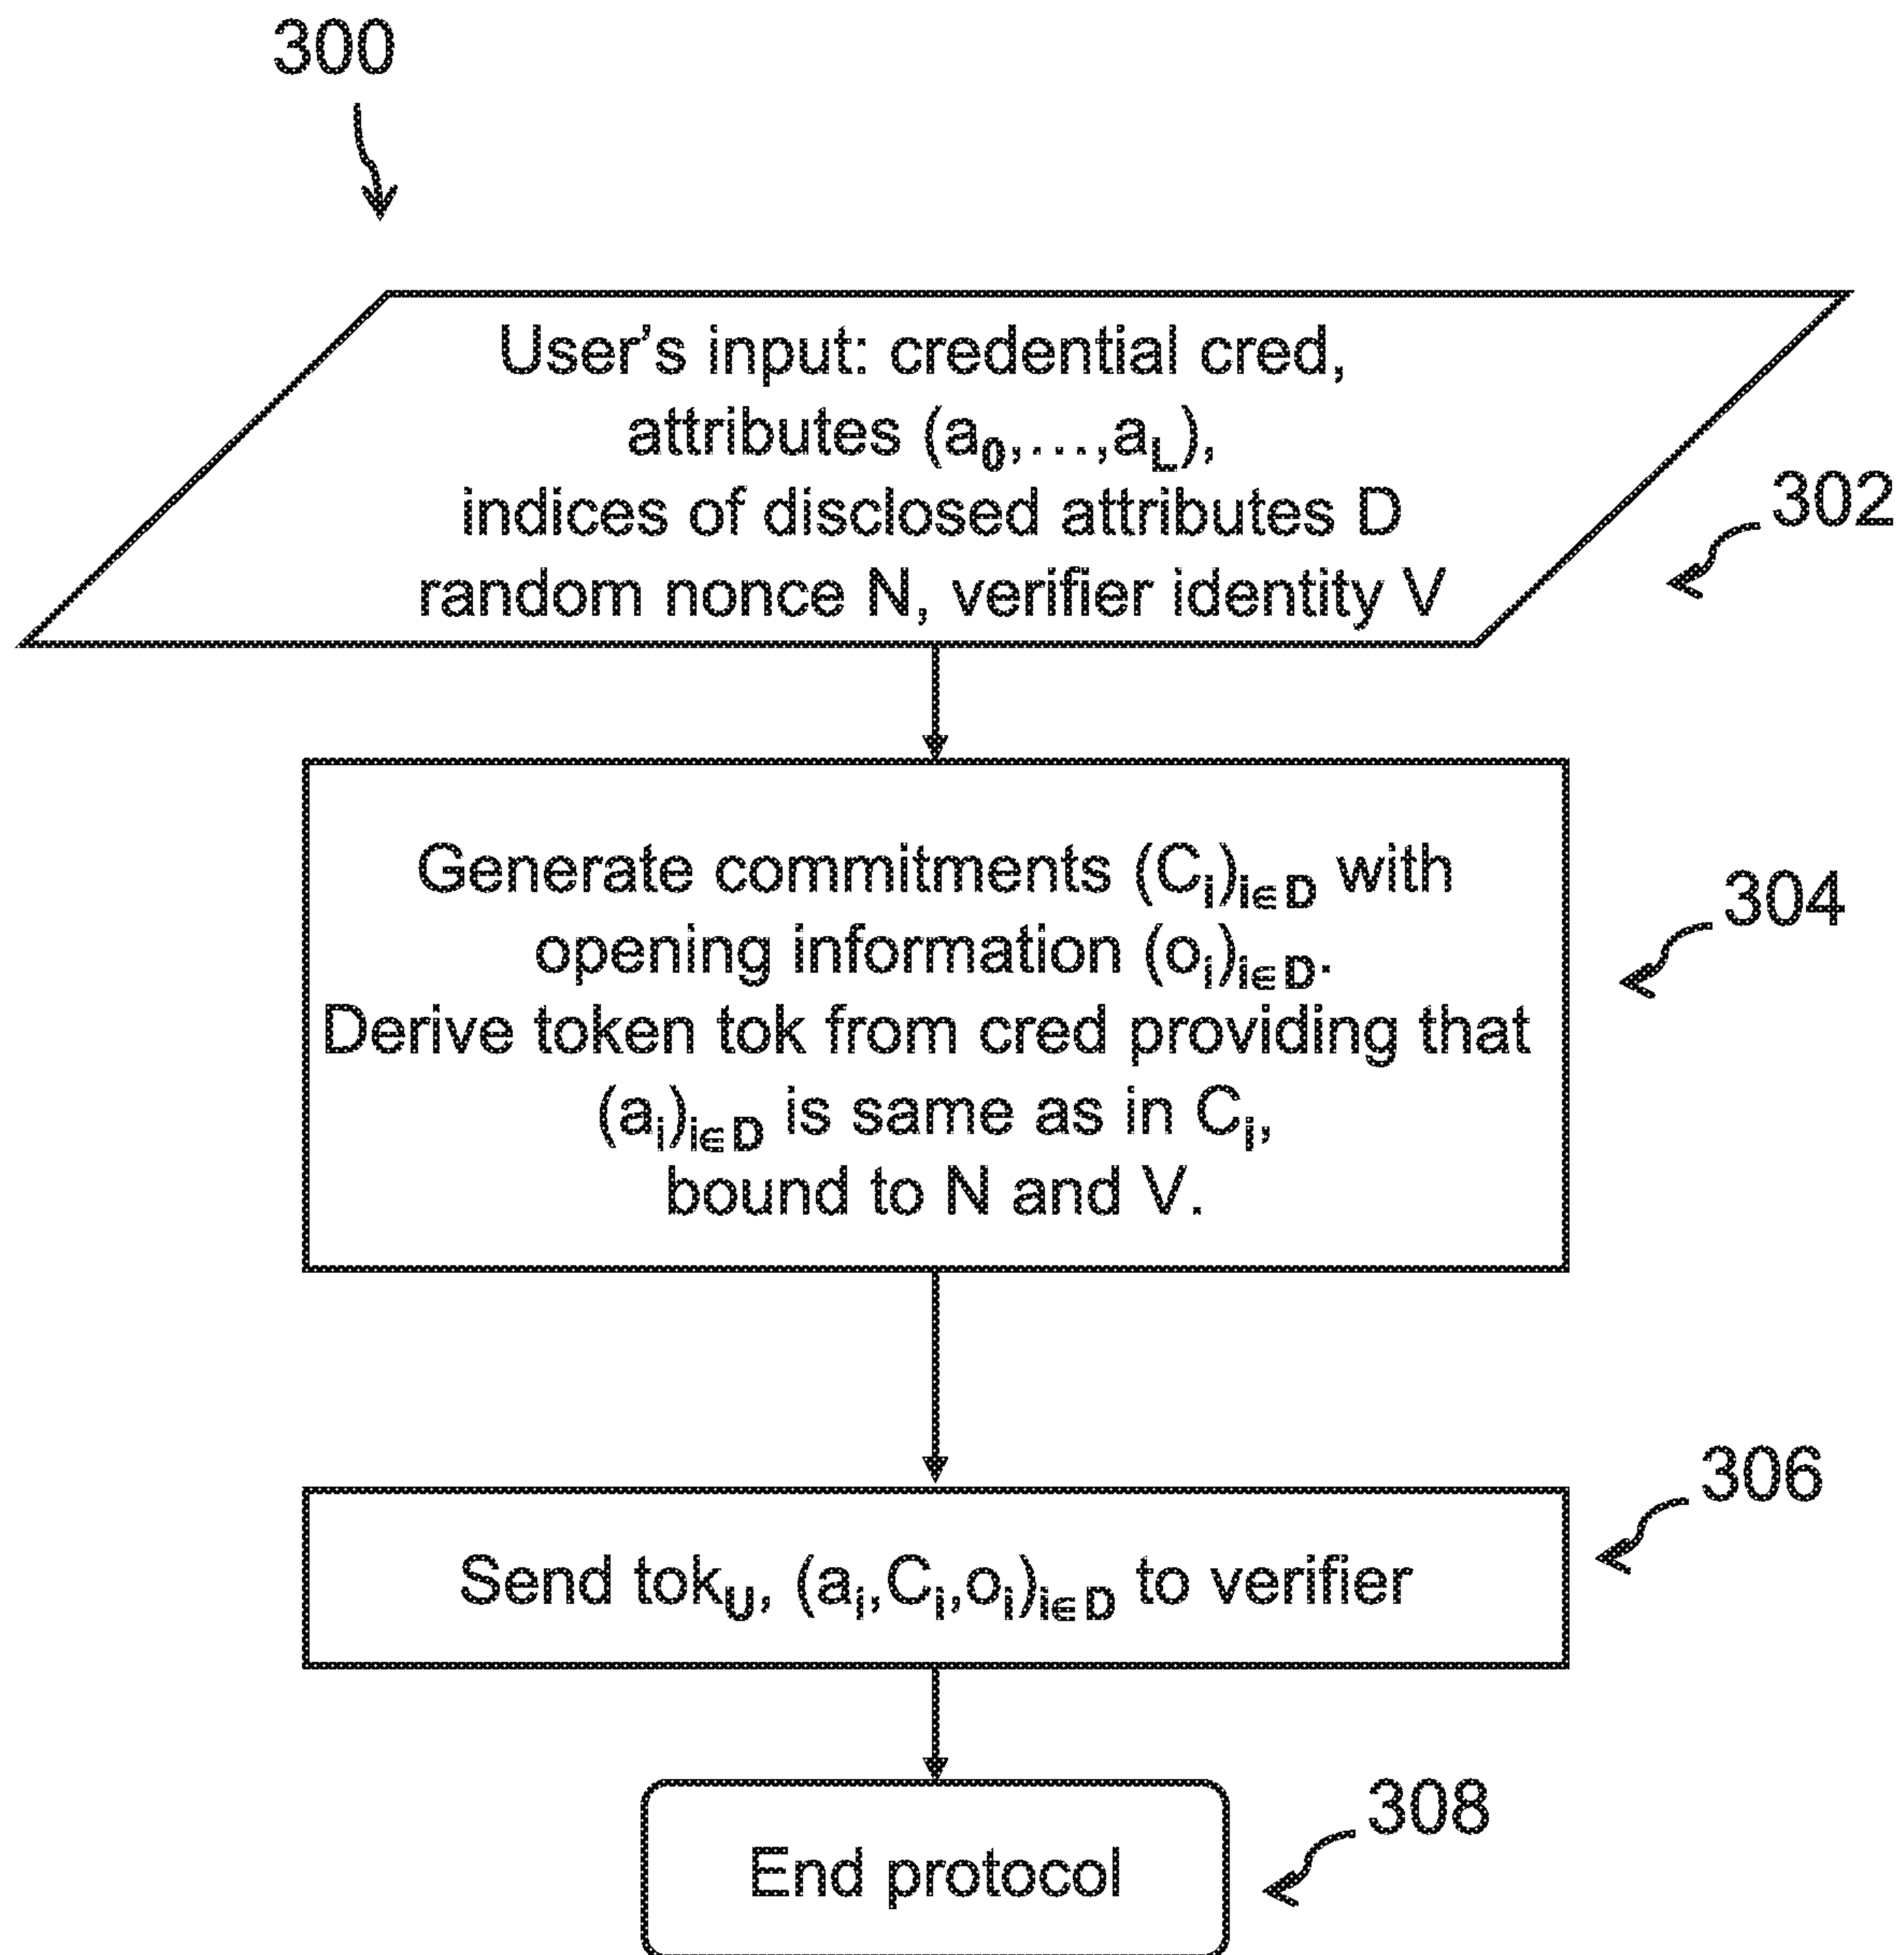 300
User's input: credential cred,
attributes (a₀,...,a_L),
indices of disclosed attributes D
random nonce N, verifier identity V
302
Generate commitments (Cᵢ)ᵢ∈D with
opening information (oᵢ)ᵢ∈D.
Derive token tok from cred providing that
(aᵢ)ᵢ∈D is same as in Cᵢ,
bound to N and V.
304
Send tok_U, (aᵢ,Cᵢ,oᵢ)ᵢ∈D to verifier
306
End protocol
308